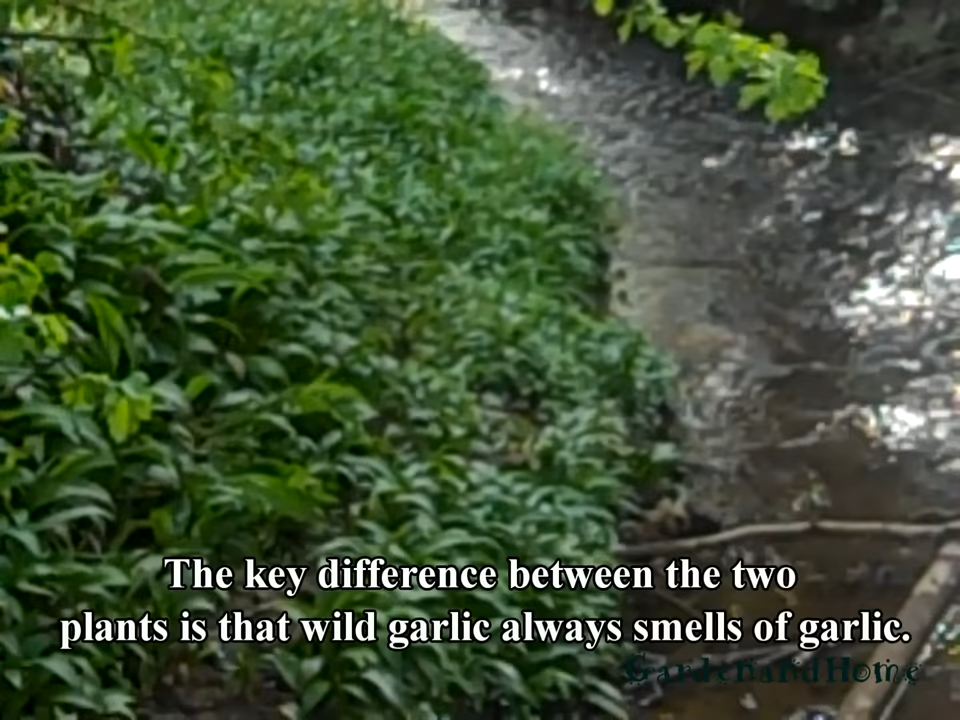 The key difference between the two
plants is that wild garlic always smells of garlic.
GardenandHome